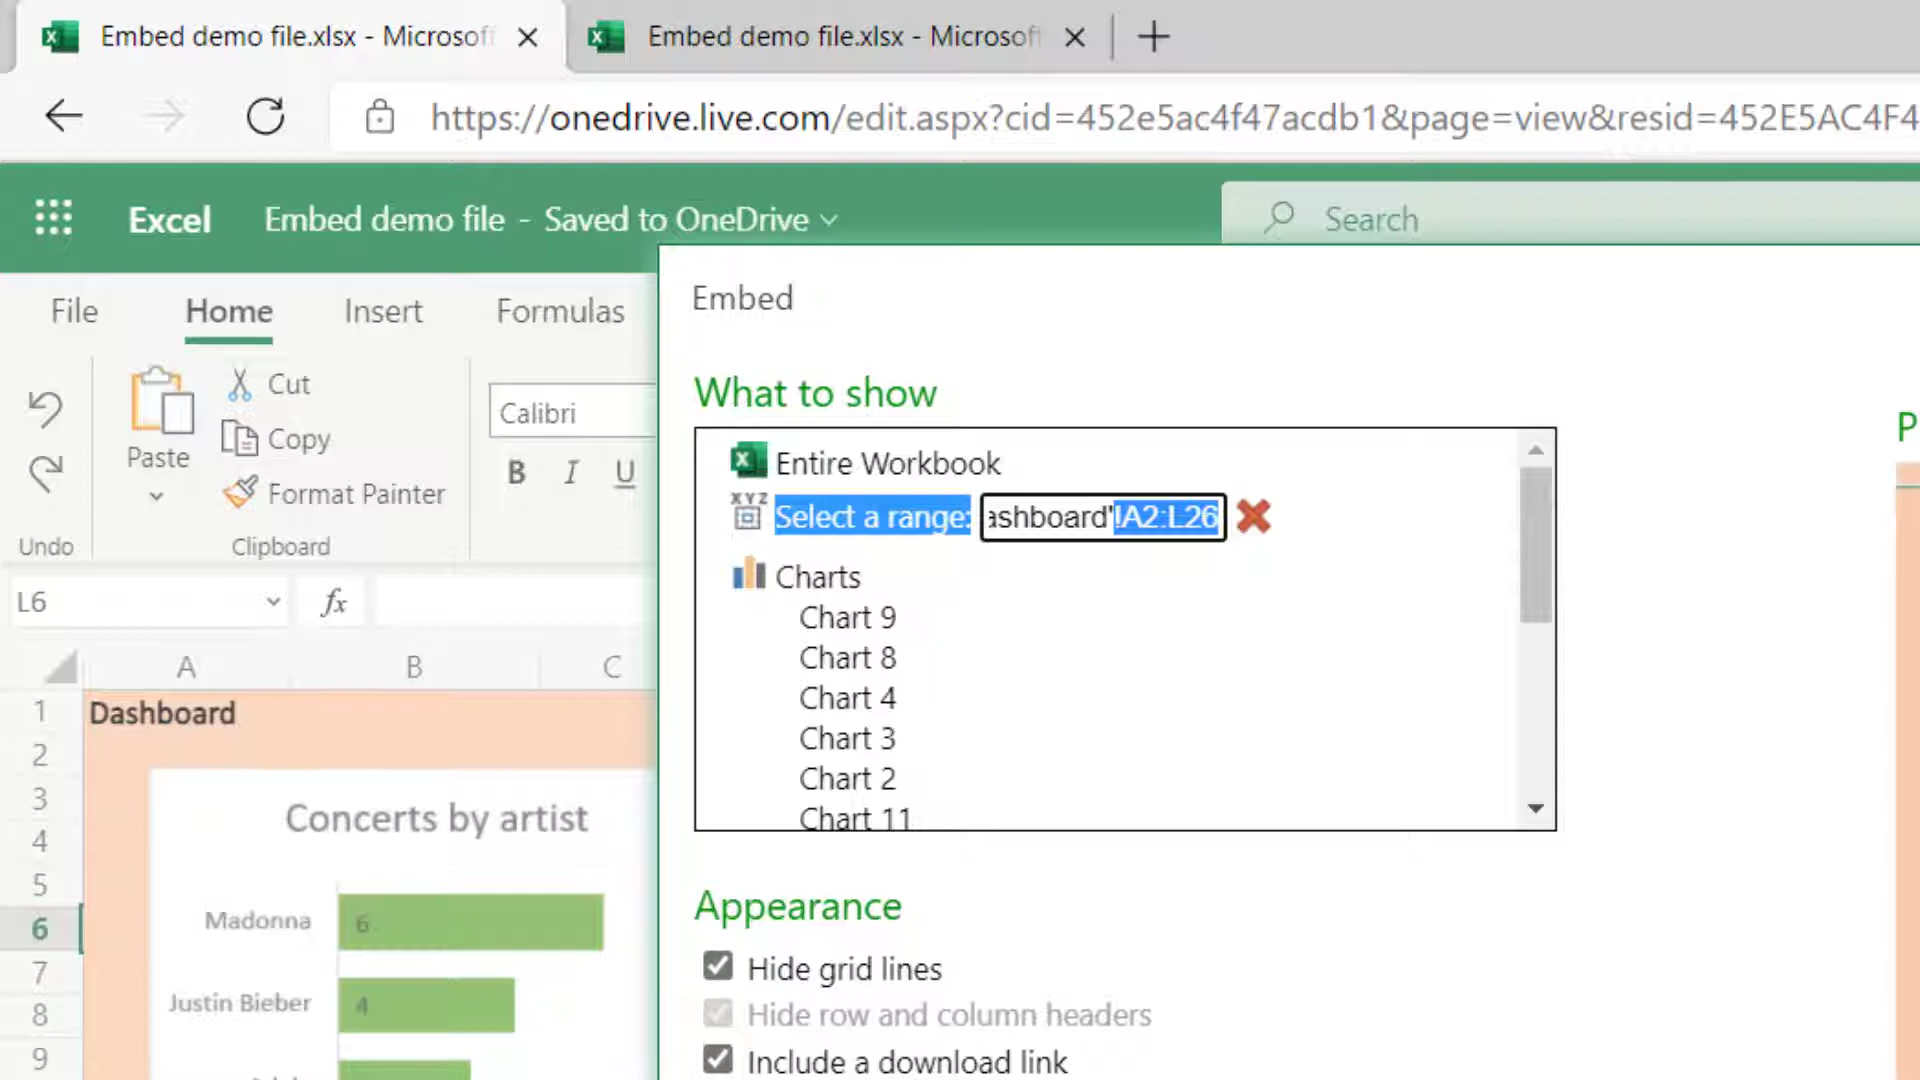 Embed demo file.xlsx - Microsoft
Embed demo file.xlsx - Microsoft
https://onedrive.live.com/edit.aspx?cid=452e5ac4f47acdb1&page=view&resid=452E5AC4F4
Excel
Embed demo file - Saved to OneDrive
Search
File
Home
Insert
Formulas
Paste
Cut
Copy
Format Painter
Calibri
B I U
Undo
Clipboard
L6
fx
A B C
1 Dashboard
2
3
4
5
6
7
8
9
Concerts by artist
Madonna 6
Justin Bieber 4
Embed
What to show
Entire Workbook
XYZ
Select a range: ashboard'!A2:L26
Charts
Chart 9
Chart 8
Chart 4
Chart 3
Chart 2
Chart 11
Appearance
Hide grid lines
Hide row and column headers
Include a download link
P